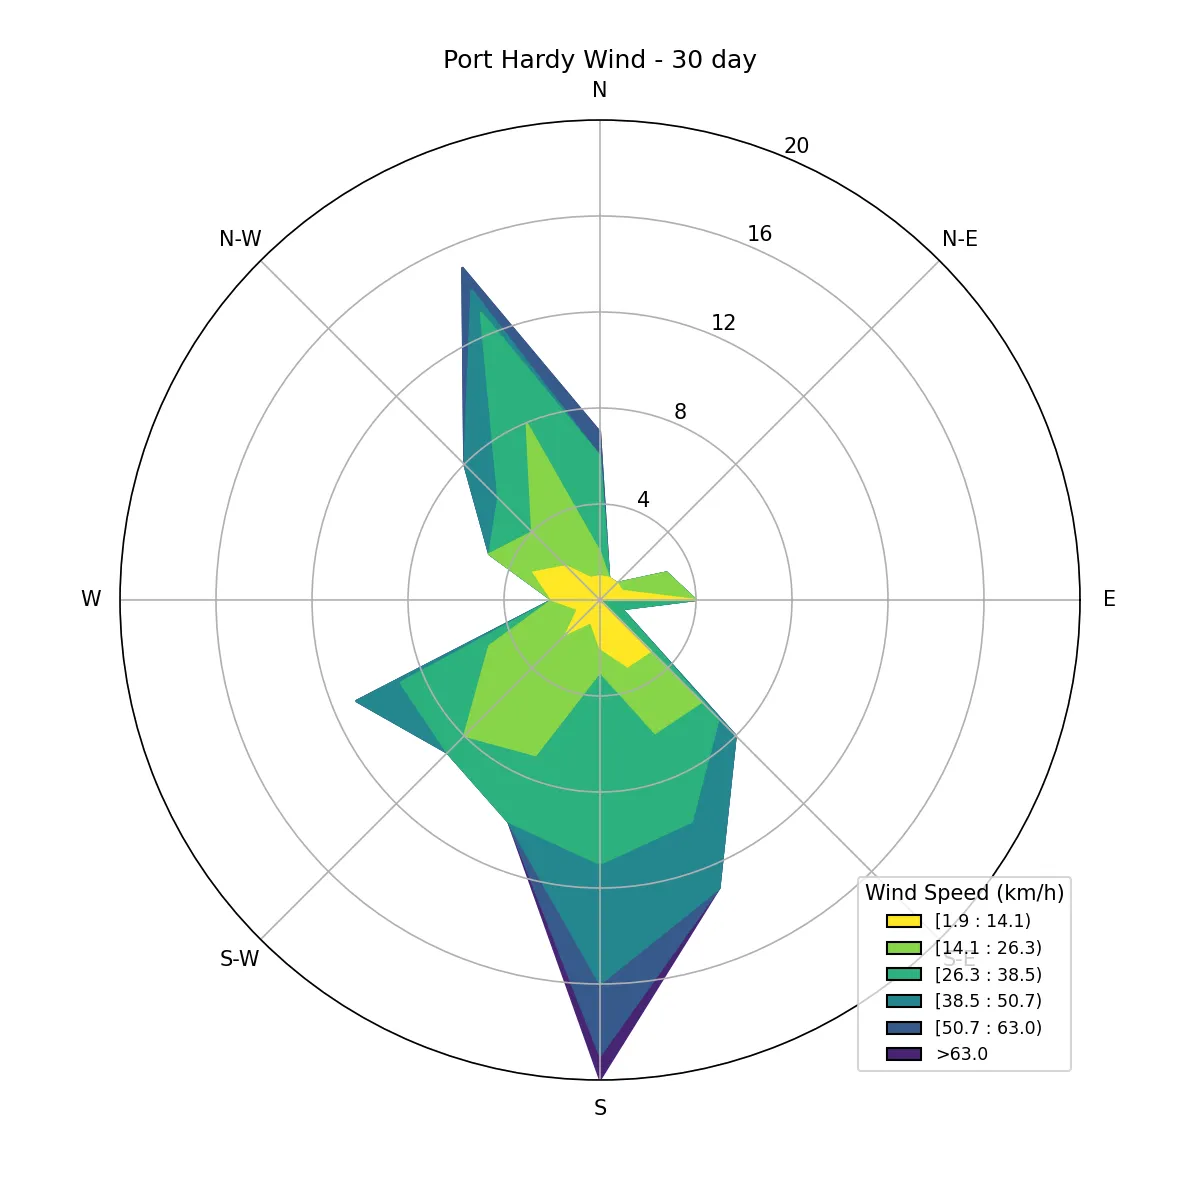 Port Hardy Wind - 30 day
N
20
N-W
N-E
16
12
8
4
W
E
S-W
S-E
S
Wind Speed (km/h)
[1.9 : 14.1)
[14.1 : 26.3)
[26.3 : 38.5)
[38.5 : 50.7)
[50.7 : 63.0)
>63.0